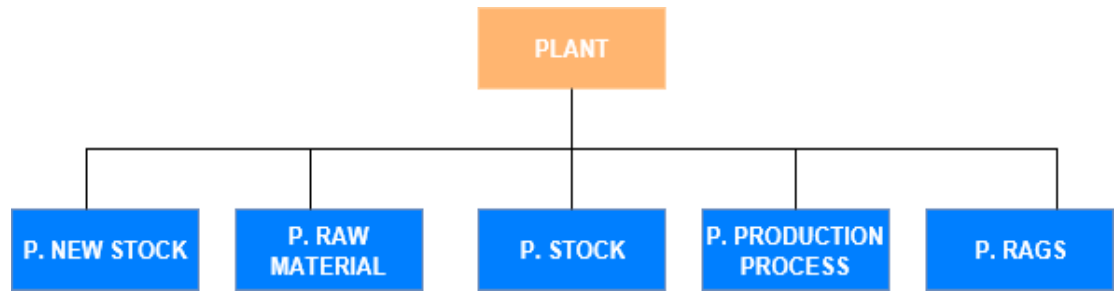 PLANT
P. NEW STOCK
P. RAW
MATERIAL
P. STOCK
P. PRODUCTION
PROCESS
P. RAGS